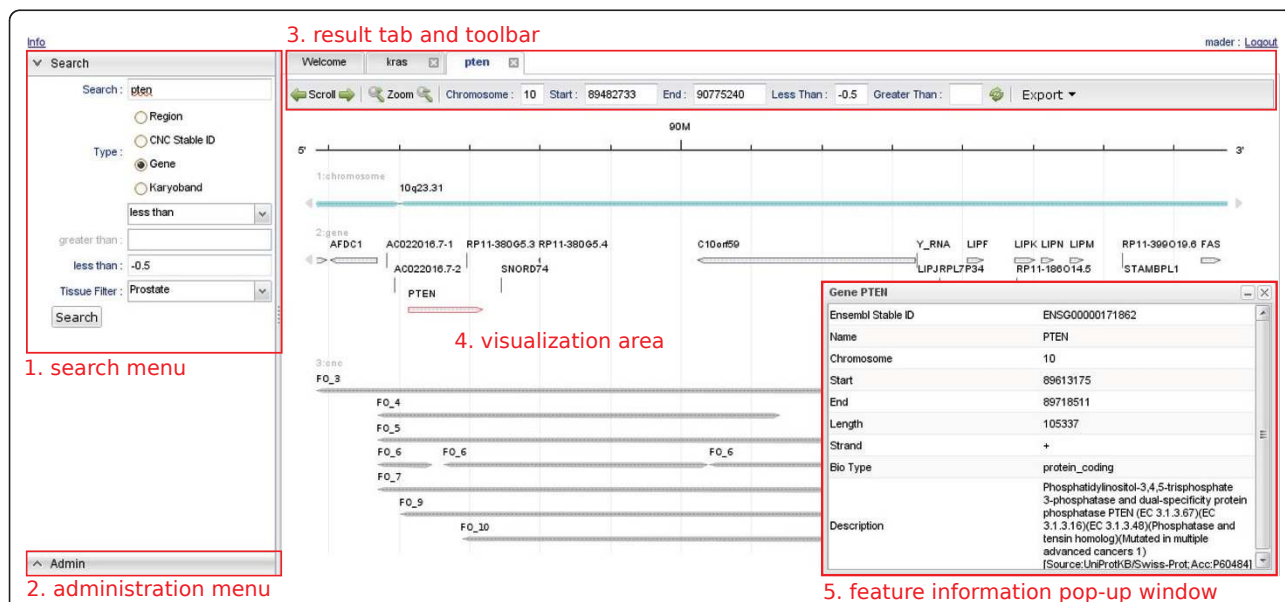 3. result tab and toolbar
Info
mader : Logout
Search
Welcome kras pten
Search : pten
Scroll Zoom Chromosome : 10 Start : 89482733 End : 90775240 Less Than : -0.5 Greater Than : Export
Region
CNC Stable ID
Type :
Gene
Karyoband
less than
greater than :
less than : -0.5
Tissue Filter : Prostate
Search
1. search menu
90M
5' 3'
1:chromosome
10q23.31
2:gene
AFDC1 AC022016.7-1 RP11-380G5.3 RP11-380G5.4 C10orf59 Y_RNA LIPF LIPK LIPN LIPM RP11-399O19.6 FAS
AC022016.7-2 SNORD74 LIPJRPL7P34 RP11-186O14.5 STAMBPL1
PTEN
4. visualization area
3:cnc
FO_3
FO_4
FO_5
FO_6 FO_6 FO_6
FO_7
FO_9
FO_10
Gene PTEN
Ensembl Stable ID ENSG00000171862
Name PTEN
Chromosome 10
Start 89613175
End 89718511
Length 105337
Strand +
Bio Type protein_coding
Description
Phosphatidylinositol-3,4,5-trisphosphate
3-phosphatase and dual-specificity protein
phosphatase PTEN (EC 3.1.3.67)(EC
3.1.3.16)(EC 3.1.3.48)(Phosphatase and
tensin homolog)(Mutated in multiple
advanced cancers 1)
[Source:UniProtKB/Swiss-Prot;Acc:P60484]
Admin
2. administration menu
5. feature information pop-up window